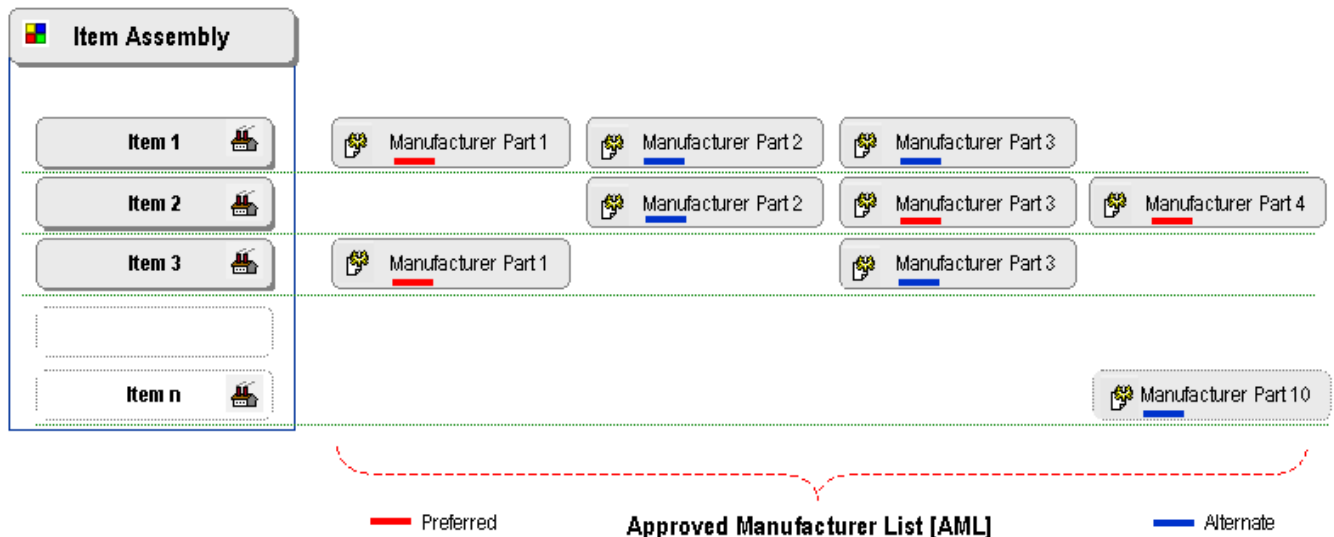 Item Assembly
Item 1
Manufacturer Part 1
Manufacturer Part 2
Manufacturer Part 3
Item 2
Manufacturer Part 2
Manufacturer Part 3
Manufacturer Part 4
Item 3
Manufacturer Part 1
Manufacturer Part 3
Item n
Manufacturer Part 10
Preferred
Approved Manufacturer List [AML]
Alternate